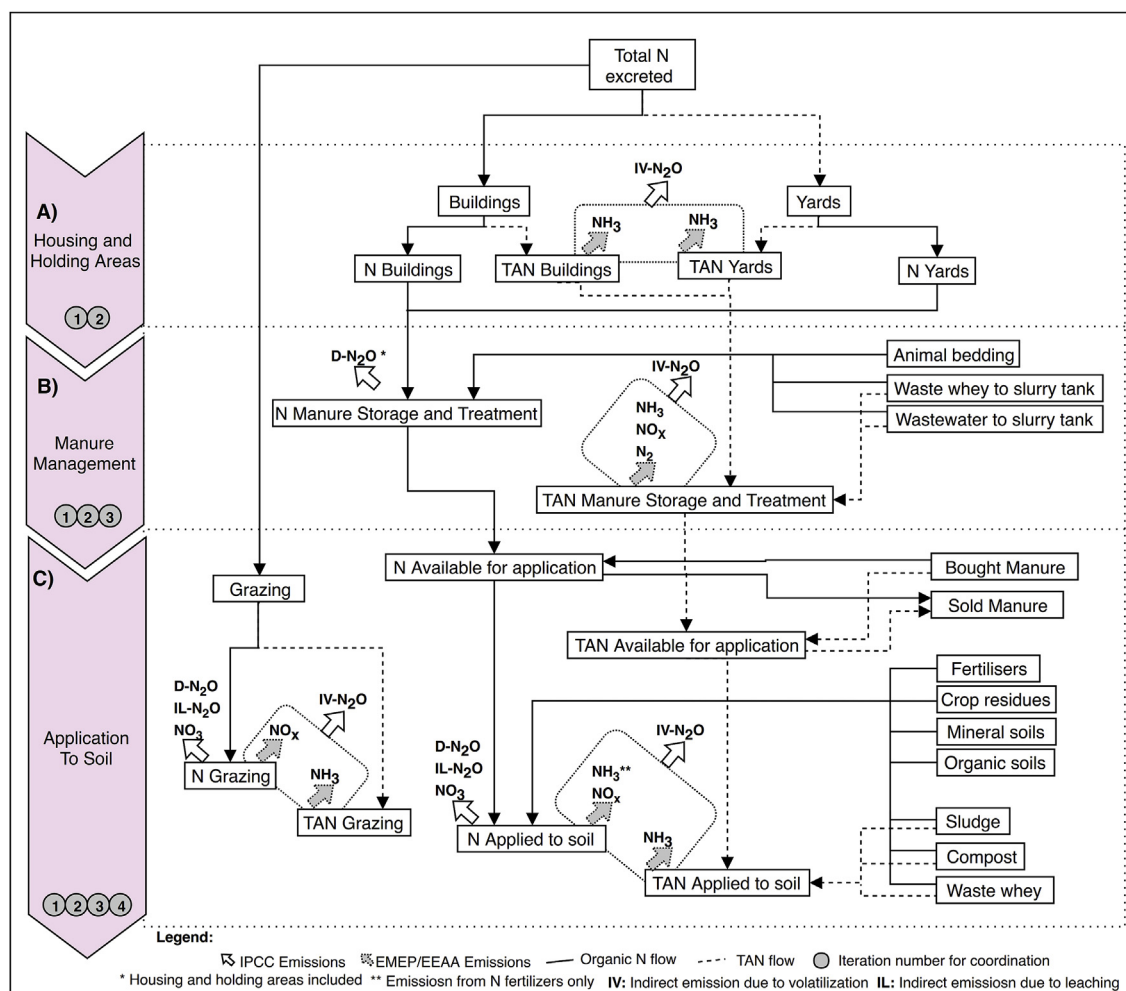 Total N
excreted
A)
Housing and
Holding Areas
1 2
Buildings
Yards
IV-N2O
NH3
NH3
N Buildings
TAN Buildings
TAN Yards
N Yards
B)
Manure
Management
1 2 3
D-N2O *
N Manure Storage and Treatment
IV-N2O
NH3
NOx
N2
TAN Manure Storage and Treatment
Animal bedding
Waste whey to slurry tank
Wastewater to slurry tank
C)
Application
To Soil
1 2 3 4
Grazing
N Available for application
Bought Manure
Sold Manure
TAN Available for application
D-N2O
IL-N2O
NO3
NOx
IV-N2O
NH3
N Grazing
TAN Grazing
D-N2O
IL-N2O
NO3
NH3**
NOx
IV-N2O
NH3
N Applied to soil
TAN Applied to soil
Fertilisers
Crop residues
Mineral soils
Organic soils
Sludge
Compost
Waste whey
Legend:
IPCC Emissions EMEP/EEAA Emissions Organic N flow TAN flow Iteration number for coordination
* Housing and holding areas included ** Emissiosn from N fertilizers only IV: Indirect emission due to volatilization IL: Indirect emissiosn due to leaching